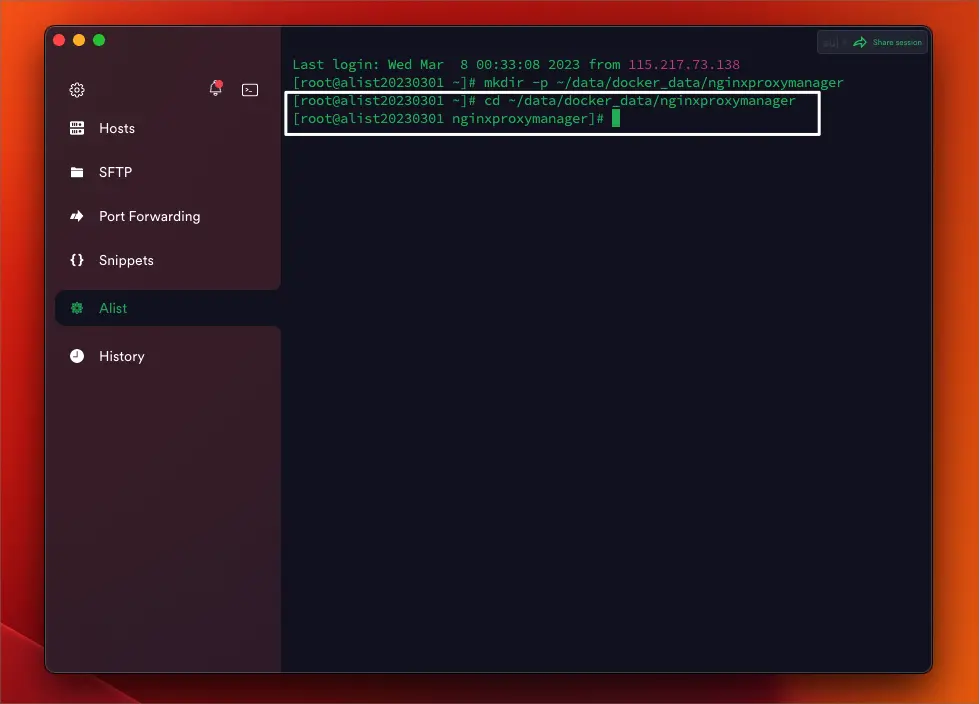 Share session
Last login: Wed Mar  8 00:33:08 2023 from 115.217.73.138
[root@alist20230301 ~]# mkdir -p ~/data/docker_data/nginxproxymanager
[root@alist20230301 ~]# cd ~/data/docker_data/nginxproxymanager
[root@alist20230301 nginxproxymanager]#
Hosts
SFTP
Port Forwarding
Snippets
Alist
History